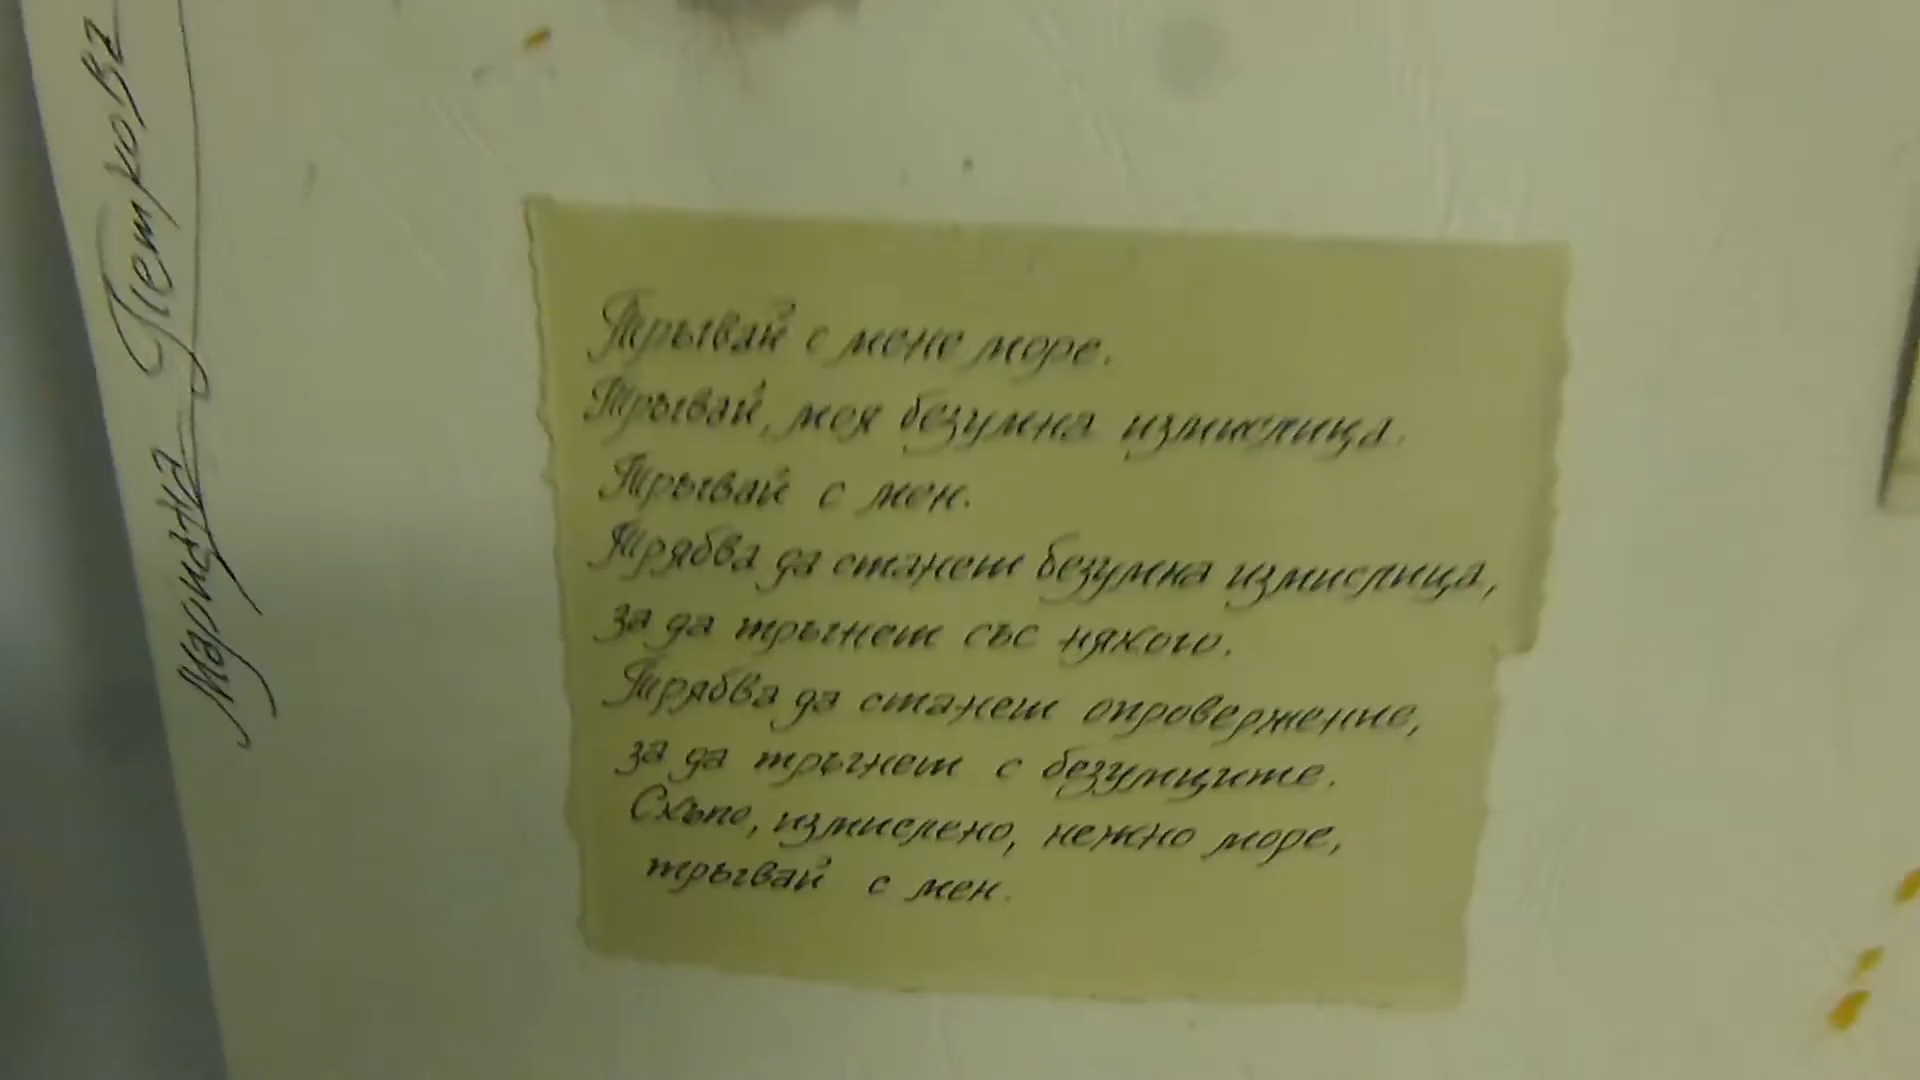 Марина Петкова
Тръгвай с мене море.
Тръгвай, моя безумна измислица.
Тръгвай с мен.
Трябва да станеш безумна измислица,
за да тръгнеш със някого.
Трябва да станеш опровержение,
за да тръгнеш с безумците.
Скъпо, измислено, нежно море,
тръгвай с мен.